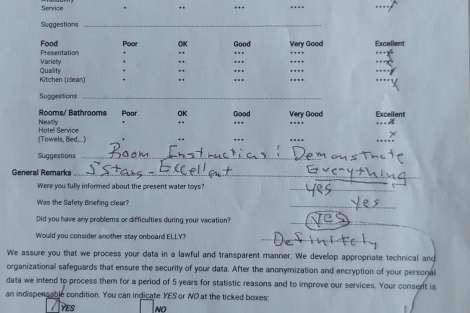 Service * ** *** ****
Suggestions
Food Poor OK Good Very Good Excellent
Presentation * ** *** **** *****
Variety * ** *** **** *****
Quality * ** *** **** *****
Kitchen (clean) * ** *** **** *****
Suggestions
Rooms/ Bathrooms Poor OK Good Very Good Excellent
Neatly * ** *** **** *****
Hotel Service
(Towels, Bed,..) * ** *** **** *****
Suggestions Room Instructions: Demonstrate
General Remarks 5 Stars - Excellent Everything
Were you fully informed about the present water toys? Yes
Was the Safety Briefing clear? Yes
Did you have any problems or difficulties during your vacation? Yes
Would you consider another stay onboard ELLY? Definitely
We assure you that we process your data in a lawful and transparent manner. We develop appropriate technical and
organizational safeguards that ensure the security of your data. After the anonymization and encryption of your personal
data we intend to process them for a period of 5 years for statistic reasons and to improve our services. Your consent is
an indispensable condition. You can indicate YES or NO at the ticked boxes:
YES NO